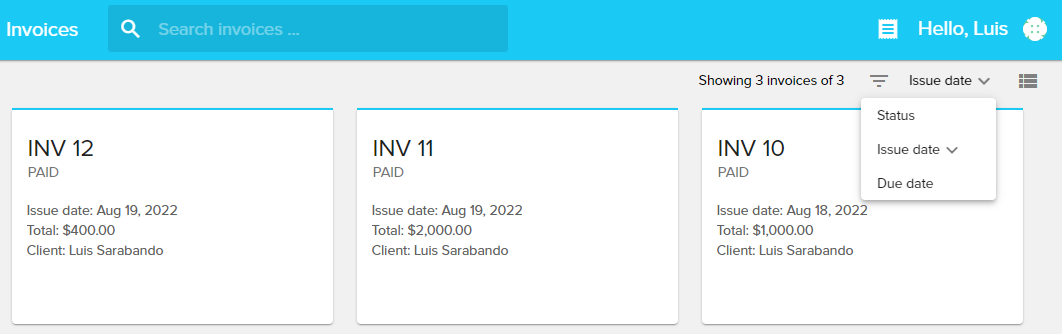 Invoices
Search invoices ...
Hello, Luis
Showing 3 invoices of 3
Issue date
Status
Issue date
Due date
INV 12
PAID
Issue date: Aug 19, 2022
Total: $400.00
Client: Luis Sarabando
INV 11
PAID
Issue date: Aug 19, 2022
Total: $2,000.00
Client: Luis Sarabando
INV 10
PAID
Issue date: Aug 18, 2022
Total: $1,000.00
Client: Luis Sarabando